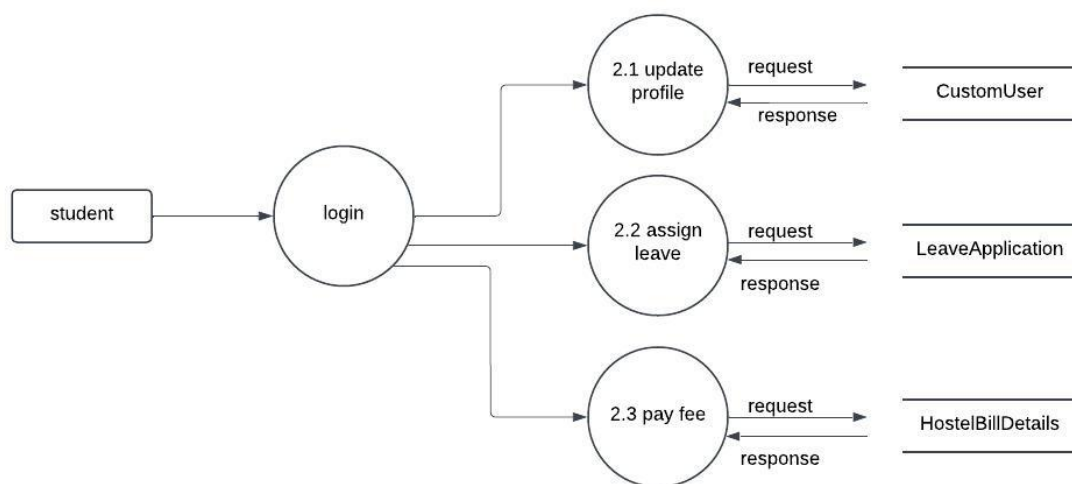 student
login
2.1 update
profile
request
response
CustomUser
2.2 assign
leave
request
response
LeaveApplication
2.3 pay fee
request
response
HostelBillDetails